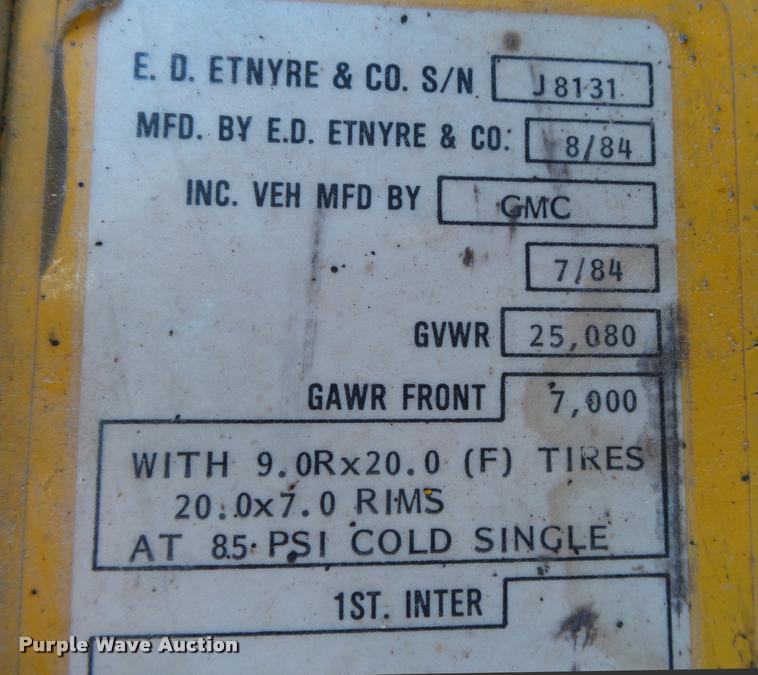 E. D. ETNYRE & CO. S/N J8131
MFD. BY E.D. ETNYRE & CO. 8/84
INC. VEH MFD BY GMC
7/84
GVWR 25,080
GAWR FRONT 7,000
WITH 9.0Rx20.0 (F) TIRES
20.0x7.0 RIMS
AT 85 PSI COLD SINGLE
1ST. INTER
Purple Wave Auction